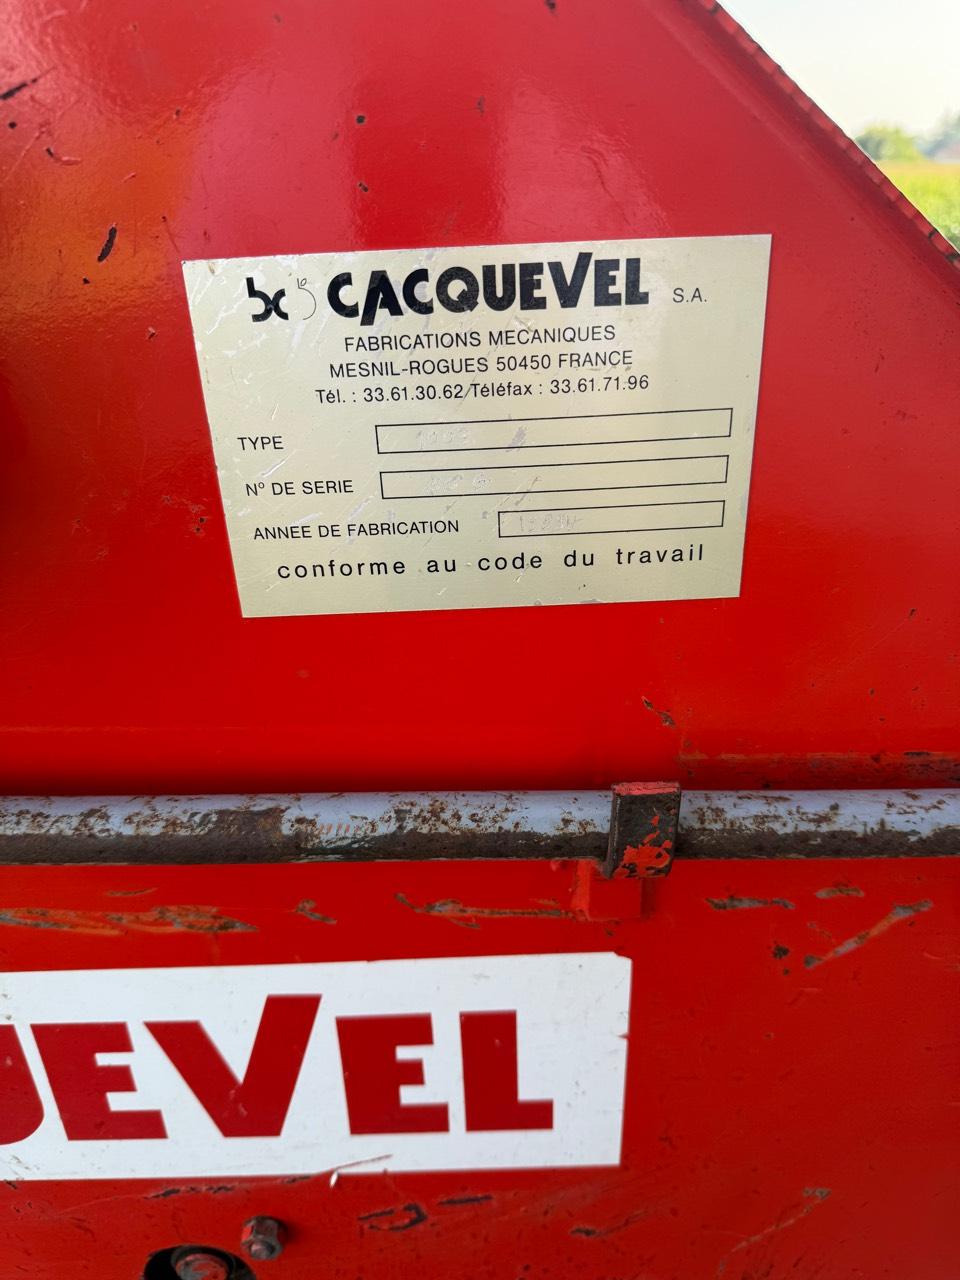 CACQUEVEL S.A.
FABRICATIONS MECANIQUES
MESNIL-ROGUES 50450 FRANCE
Tél. : 33.61.30.62 Téléfax : 33.61.71.96
TYPE
N° DE SERIE
ANNEE DE FABRICATION
conforme au code du travail
UEVEL